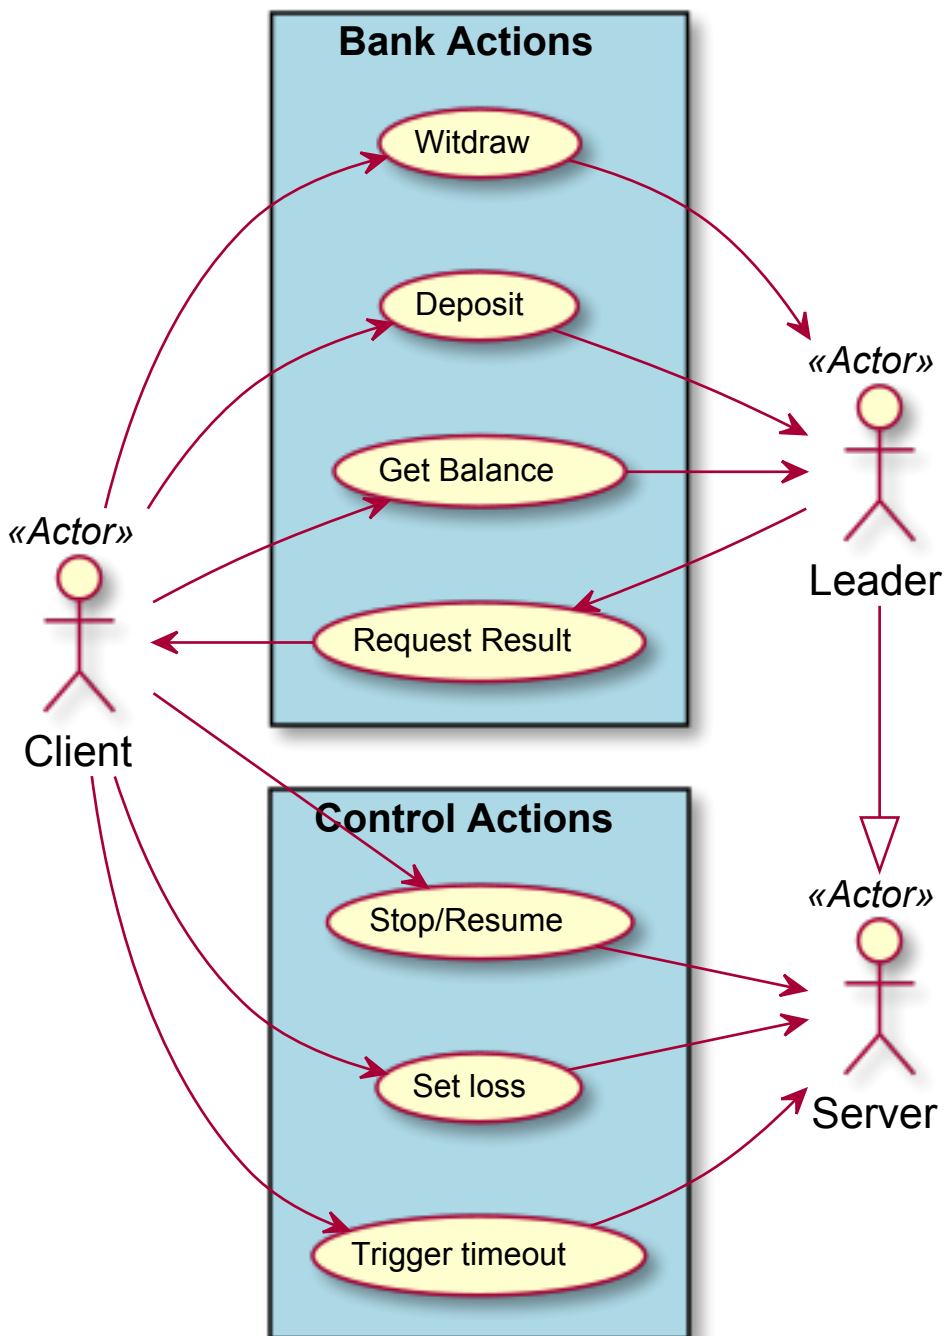 Bank Actions
Witdraw
Deposit
«Actor»
Get Balance
«Actor»
Leader
Request Result
Client
Control Actions
«Actor»
Stop/Resume
Set loss
Server
Trigger timeout